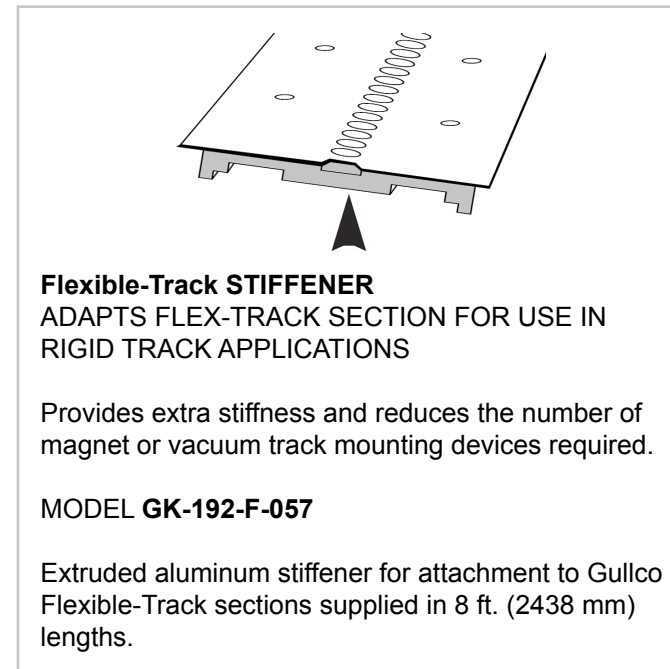 Flexible-Track STIFFENER
ADAPTS FLEX-TRACK SECTION FOR USE IN
RIGID TRACK APPLICATIONS
Provides extra stiffness and reduces the number of
magnet or vacuum track mounting devices required.
MODEL GK-192-F-057
Extruded aluminum stiffener for attachment to Gullco
Flexible-Track sections supplied in 8 ft. (2438 mm)
lengths.